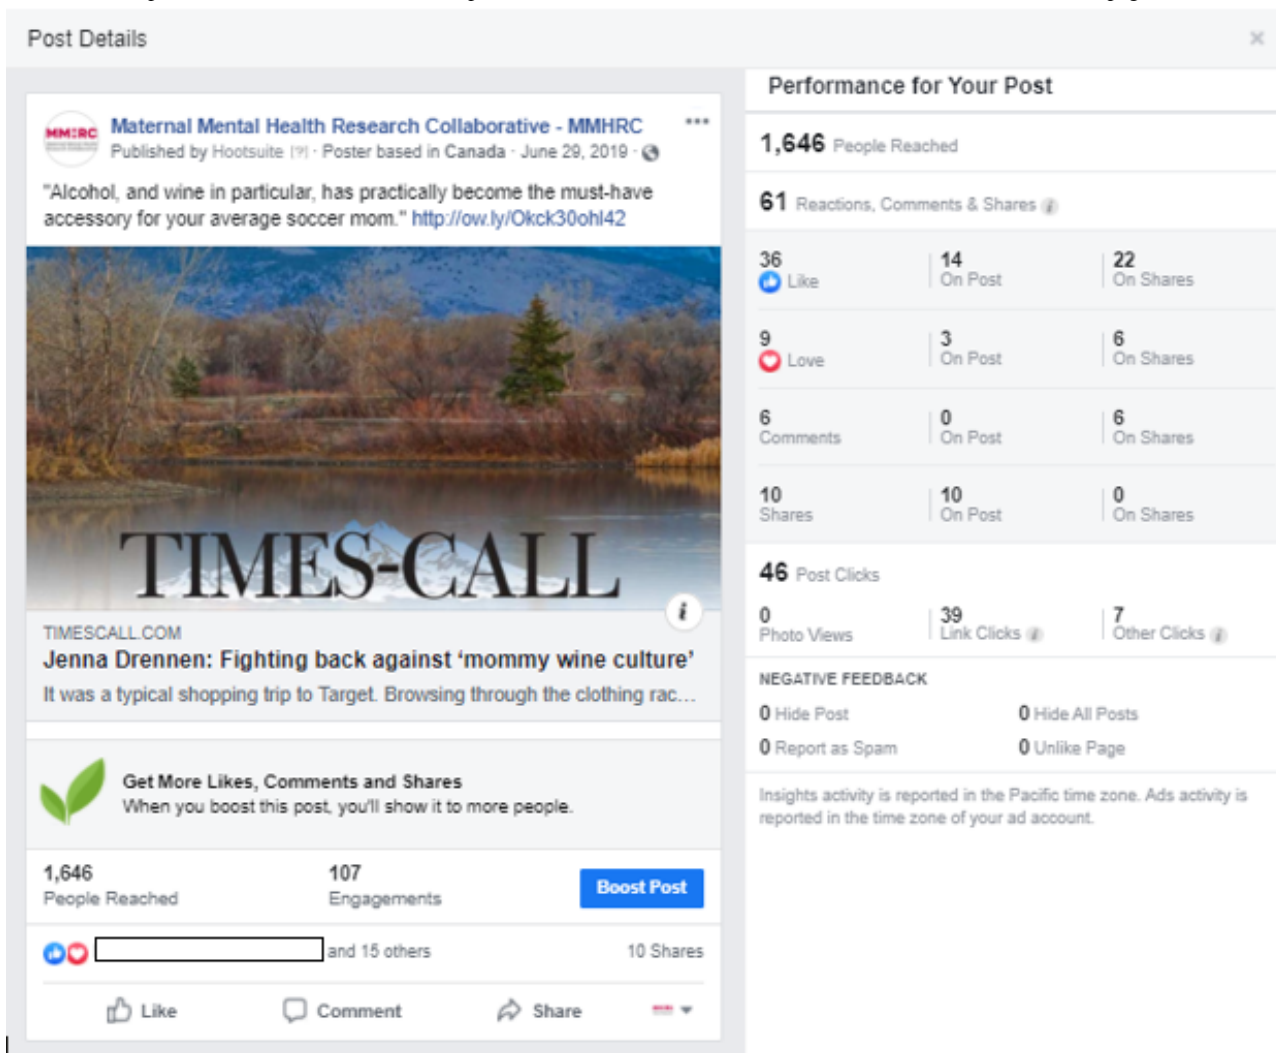 Post Details
Maternal Mental Health Research Collaborative - MMHRC
Published by Hootsuite [?] · Poster based in Canada · June 29, 2019 ·
"Alcohol, and wine in particular, has practically become the must-have
accessory for your average soccer mom." http://ow.ly/Okck30ohl42
TIMES-CALL
TIMESCALL.COM
Jenna Drennen: Fighting back against ‘mommy wine culture’
It was a typical shopping trip to Target. Browsing through the clothing rac...
Get More Likes, Comments and Shares
When you boost this post, you'll show it to more people.
1,646
People Reached
107
Engagements
Boost Post
and 15 others
10 Shares
Like
Comment
Share
Performance for Your Post
1,646 People Reached
61 Reactions, Comments & Shares
36
Like
14
On Post
22
On Shares
9
Love
3
On Post
6
On Shares
6
Comments
0
On Post
6
On Shares
10
Shares
10
On Post
0
On Shares
46 Post Clicks
0
Photo Views
39
Link Clicks
7
Other Clicks
NEGATIVE FEEDBACK
0 Hide Post
0 Hide All Posts
0 Report as Spam
0 Unlike Page
Insights activity is reported in the Pacific time zone. Ads activity is
reported in the time zone of your ad account.